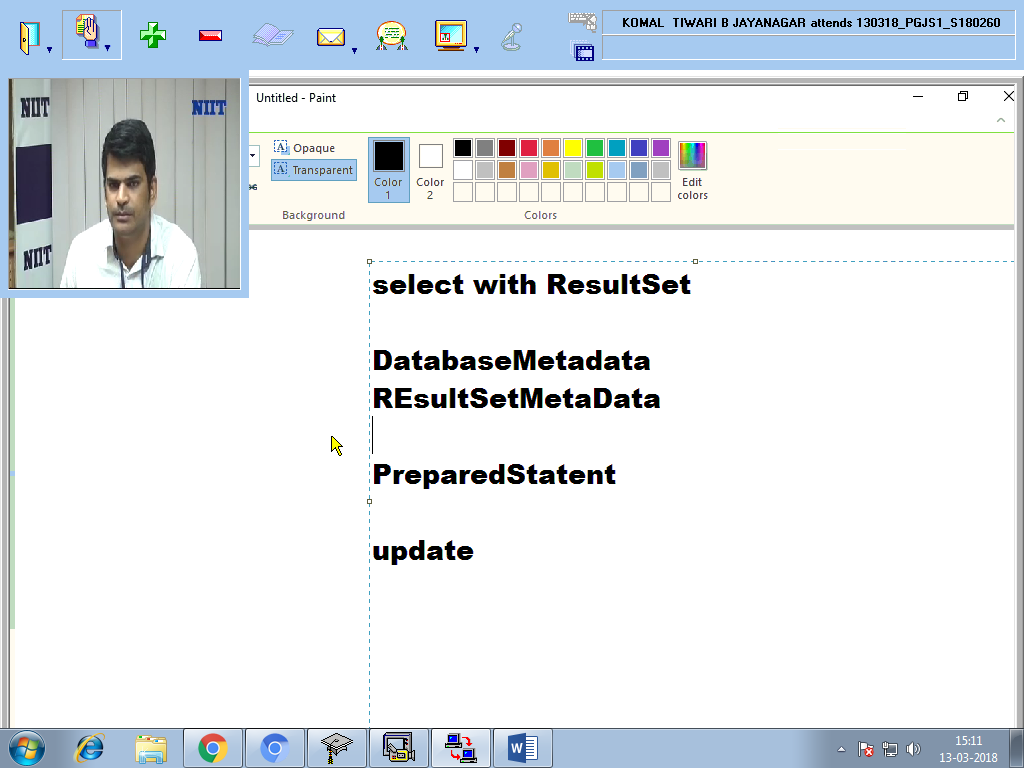 KOMAL TIWARI B JAYANAGAR attends 130318_PGJS1_S180260
NIIT
NIIT
NIIT
Untitled - Paint
Opaque
Transparent
Background
Color 1
Color 2
Edit colors
Colors
select with ResultSet
DatabaseMetadata
REsultSetMetaData
PreparedStatent
update
15:11
13-03-2018